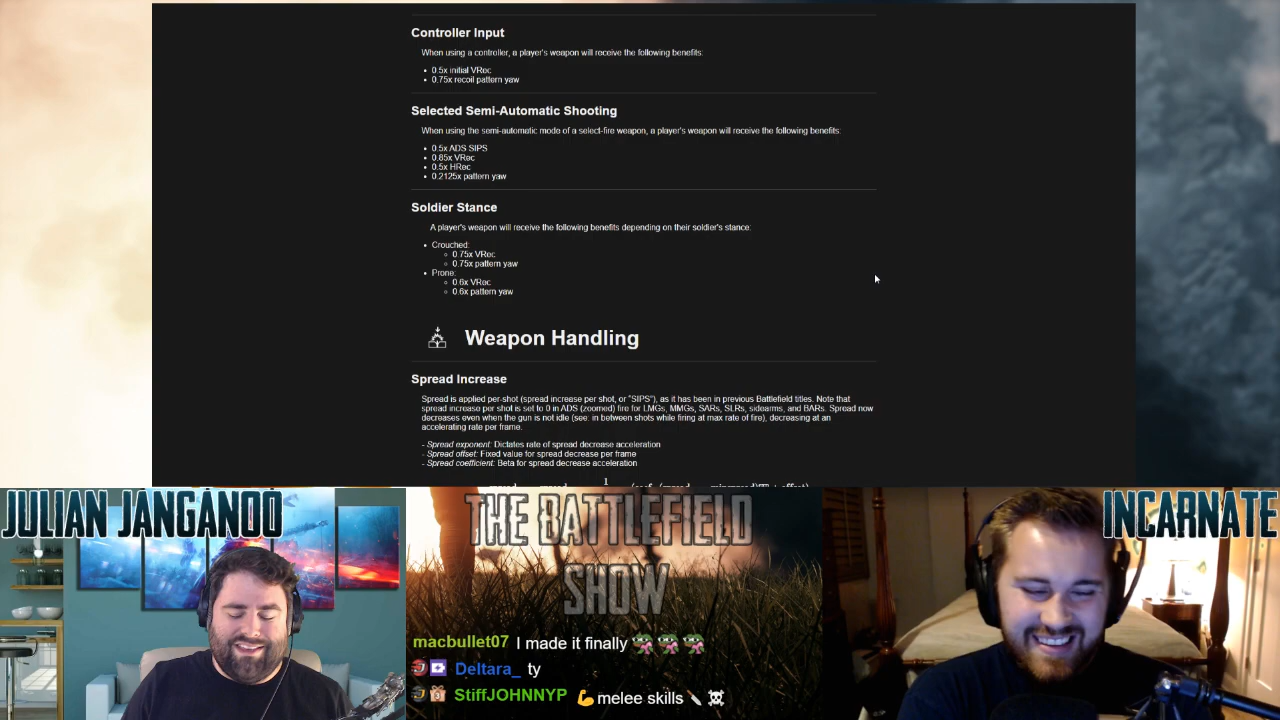 Controller Input
When using a controller, a player's weapon will receive the following benefits:
• 0.5x initial VRec
• 0.75x recoil pattern yaw
Selected Semi-Automatic Shooting
When using the semi-automatic mode of a select-fire weapon, a player's weapon will receive the following benefits:
• 0.5x ADS SIPS
• 0.85x VRec
• 0.5x HRec
• 0.2125x pattern yaw
Soldier Stance
A player's weapon will receive the following benefits depending on their soldier's stance:
• Crouched:
○ 0.75x VRec
○ 0.75x pattern yaw
• Prone:
○ 0.6x VRec
○ 0.6x pattern yaw
Weapon Handling
Spread Increase
Spread is applied per-shot (spread increase per shot, or "SIPS"), as it has been in previous Battlefield titles. Note that
spread increase per shot is set to 0 in ADS (zoomed) fire for LMGs, MMGs, SARs, SLRs, sidearms, and BARs. Spread now
decreases even when the gun is not idle (see: in between shots while firing at max rate of fire), decreasing at an
accelerating rate per frame.
- Spread exponent: Dictates rate of spread decrease acceleration
- Spread offset: Fixed value for spread decrease per frame
- Spread coefficient: Beta for spread decrease acceleration
JULIAN JANGANOO
THE BATTLEFIELD
SHOW
INCARNATE
macbullet07 I made it finally
Deltara_ ty
StiffJOHNNYP 💪melee skills🔪☠